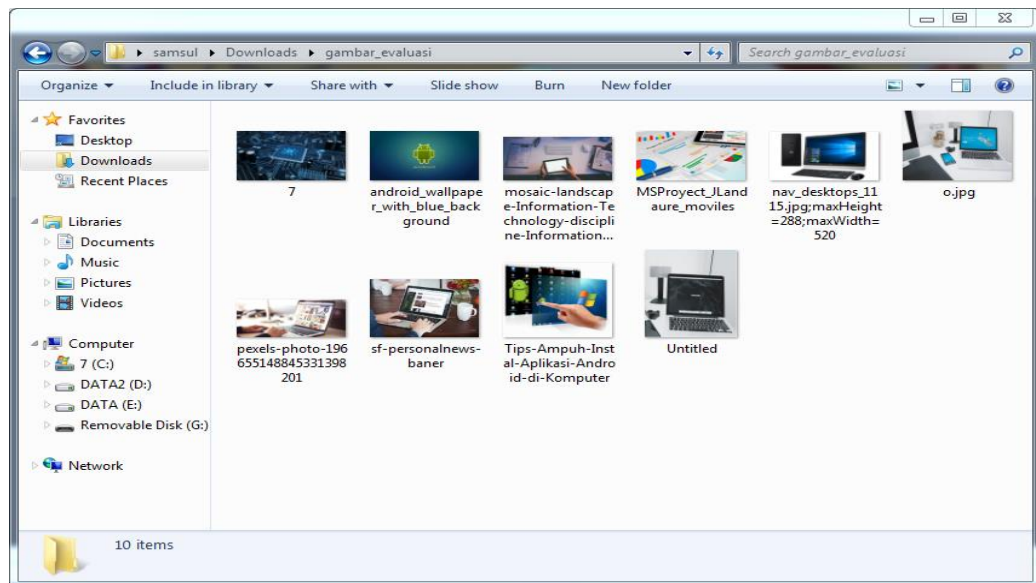 samsul Downloads gambar_evaluasi
Search gambar_evaluasi
Organize Include in library Share with Slide show Burn New folder
Favorites
Desktop
Downloads
Recent Places
Libraries
Documents
Music
Pictures
Videos
Computer
7 (C:)
DATA2 (D:)
DATA (E:)
Removable Disk (G:)
Network
7
android_wallpape
r_with_blue_back
ground
mosaic-landscap
e-Information-Te
chnology-discipli
ne-Information...
MSProyect_JLand
aure_moviles
nav_desktops_11
15.jpg;maxHeight
=288;maxWidth=
520
o.jpg
pexels-photo-196
655148845331398
201
sf-personalnews-
baner
Tips-Ampuh-Inst
al-Aplikasi-Andro
id-di-Komputer
Untitled
10 items